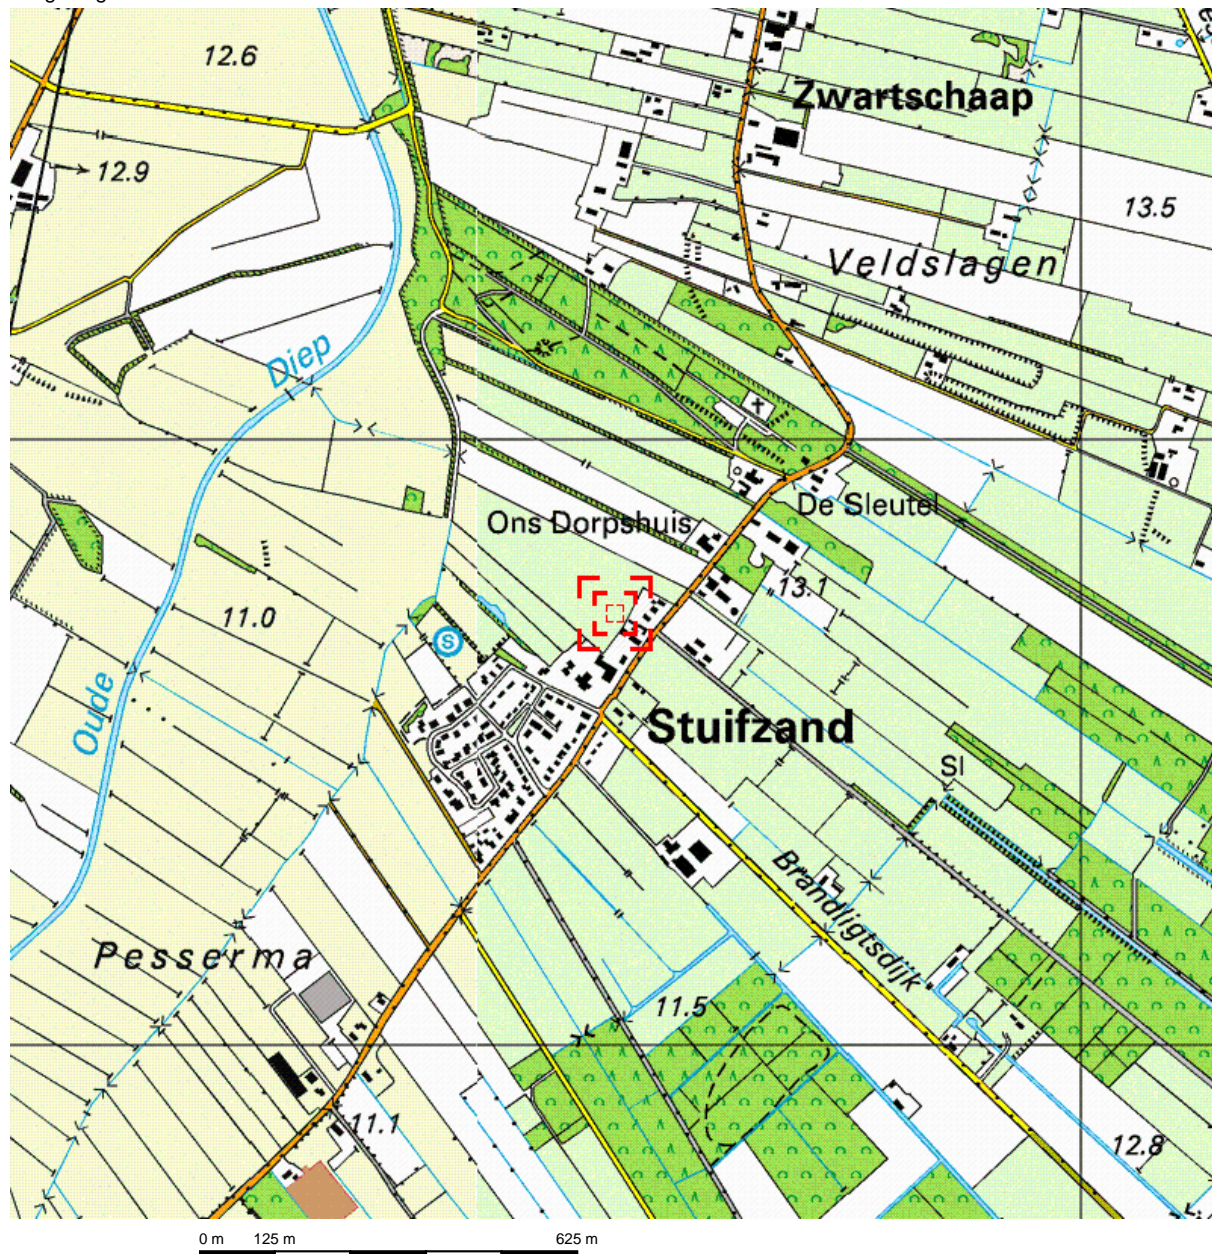 12.6
Zwartschaap
12.9
13.5
Veldslagen
Diep
De Sleutel
Ons Dorpshuis
13.1
11.0
S
Oude
Stuifzand
Sl
Brandligtsdijk
Pesserma
11.5
11.1
12.8
0 m 125 m 625 m